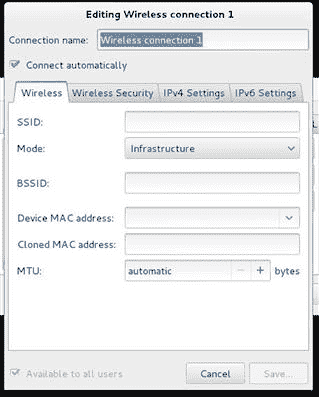 Editing Wireless connection 1
Connection name: Wireless connection 1
Connect automatically
Wireless Wireless Security IPv4 Settings IPv6 Settings
SSID:
Mode: Infrastructure
BSSID:
Device MAC address:
Cloned MAC address:
MTU: automatic − + bytes
Available to all users Cancel Save...